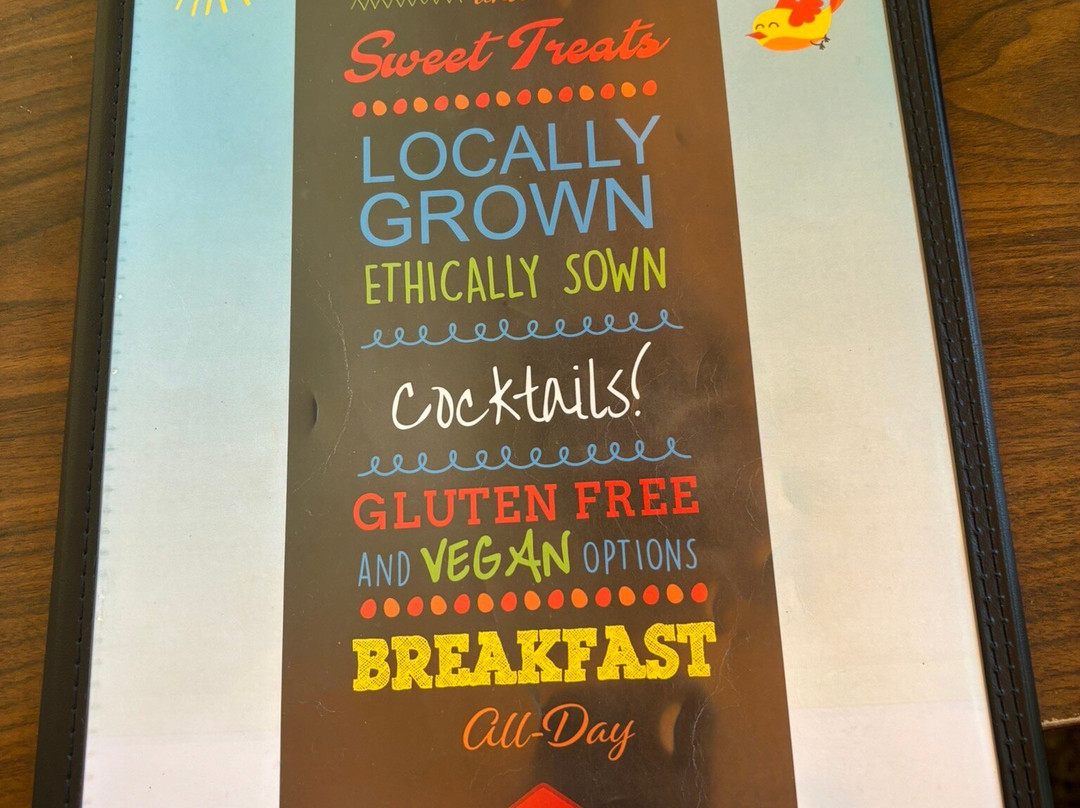 Sweet Treats
LOCALLY
GROWN
ETHICALLY SOWN
cocktails!
GLUTEN FREE
AND VEGAN OPTIONS
BREAKFAST
All-Day